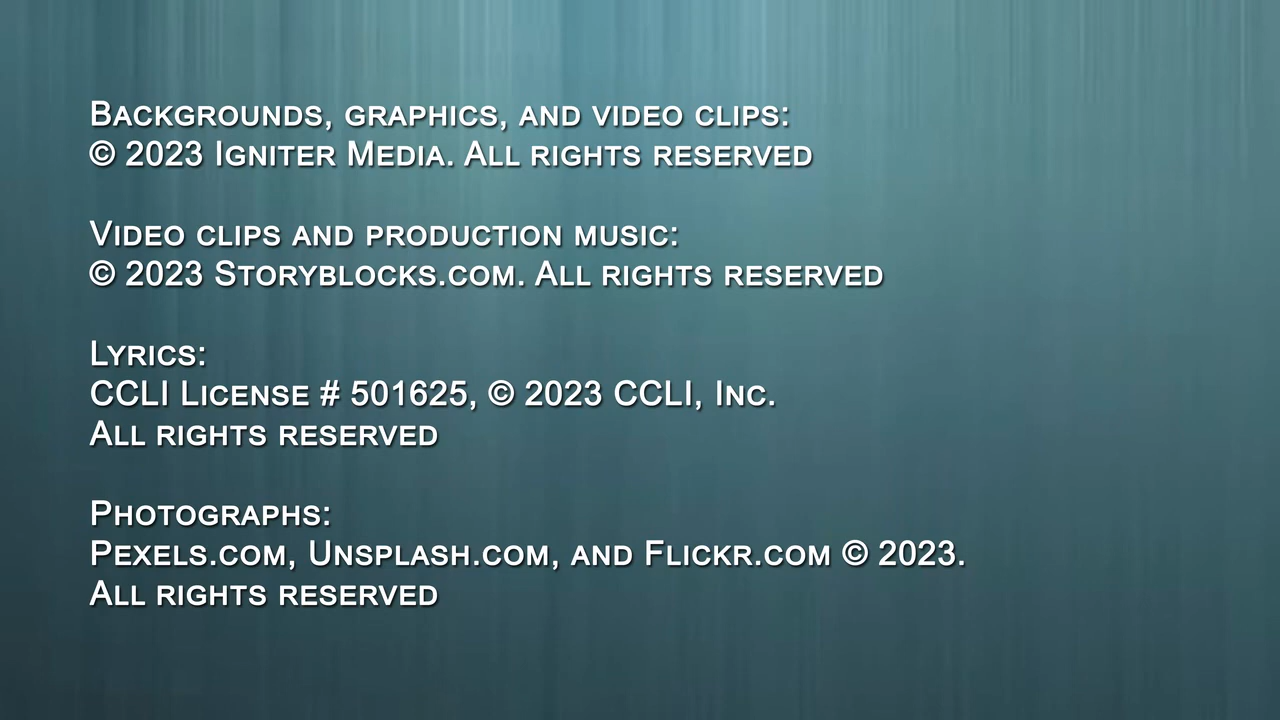 Backgrounds, graphics, and video clips:
© 2023 Igniter Media. All rights reserved
Video clips and production music:
© 2023 Storyblocks.com. All rights reserved
Lyrics:
CCLI License # 501625, © 2023 CCLI, Inc.
All rights reserved
Photographs:
Pexels.com, Unsplash.com, and Flickr.com © 2023.
All rights reserved